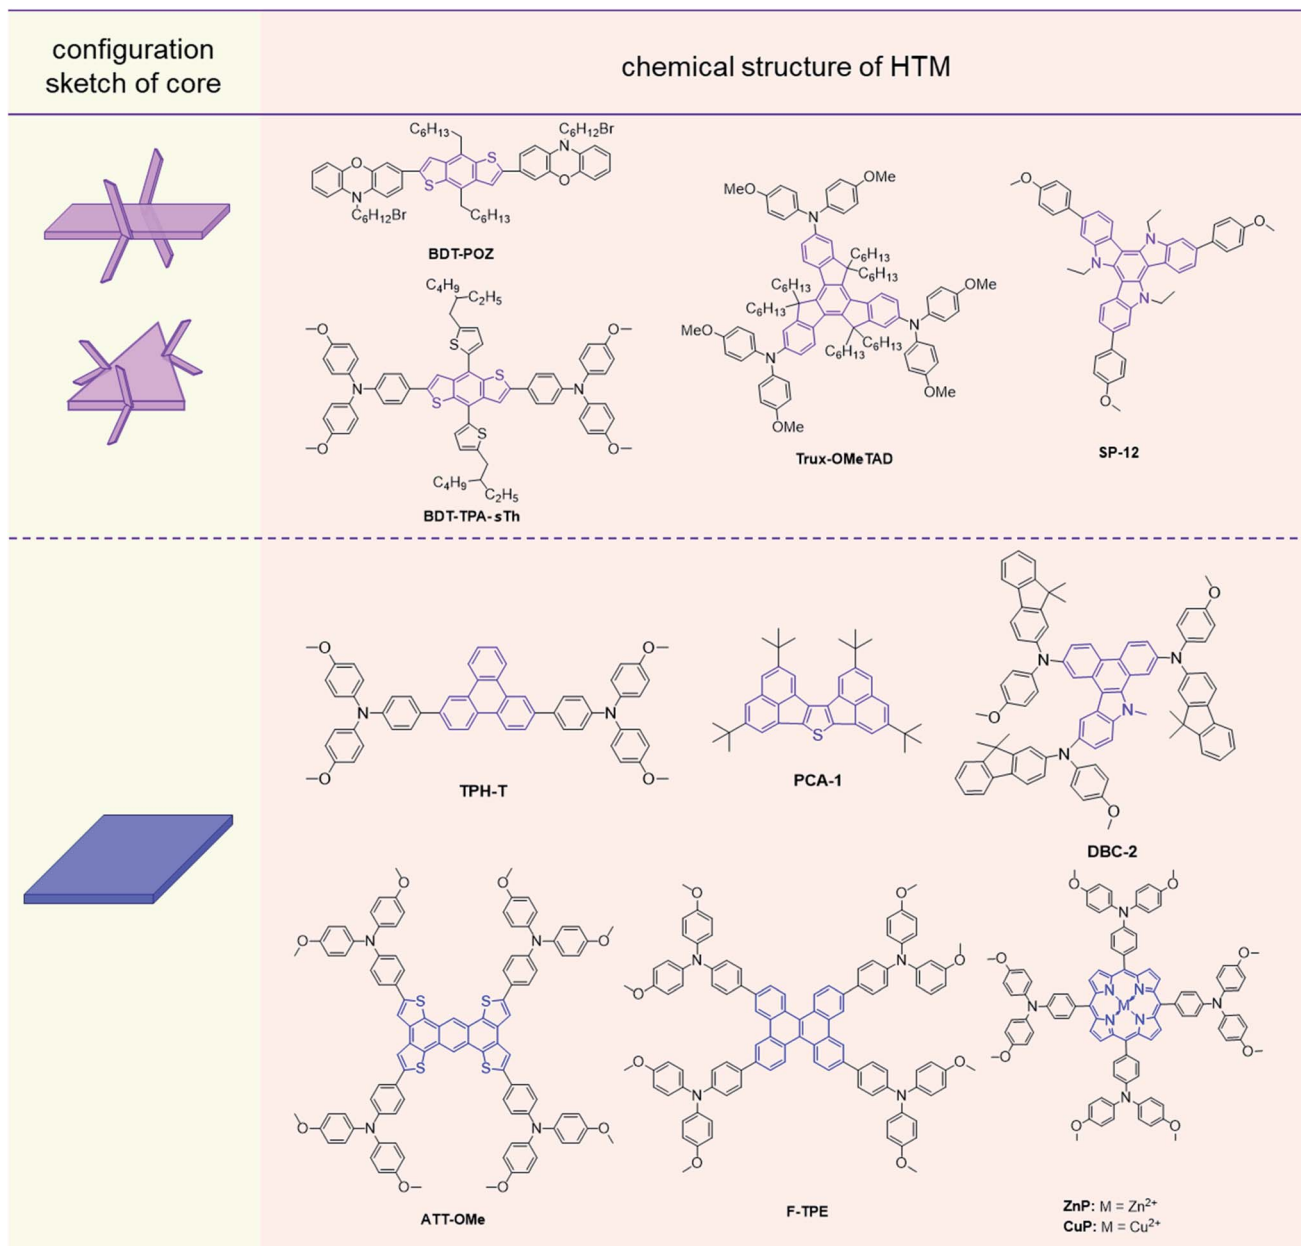 configuration
sketch of core
chemical structure of HTM
C6H13
C6H12Br
N
S
O
O
S
N
C6H12Br
C6H13
BDT-POZ
C4H9
C2H5
S
O
O
S
N
N
S
O
O
S
C4H9
C2H5
BDT-TPA-sTh
MeO
OMe
N
C6H13
C6H13
C6H13
C6H13
OMe
MeO
N
N
C6H13
C6H13
OMe
OMe
Trux-OMeTAD
O
O
N
N
N
O
SP-12
O
O
N
N
O
O
TPH-T
S
PCA-1
O
N
N
O
N
N
O
DBC-2
O
O
O
N
N
O
S
S
S
S
O
N
N
O
O
O
ATT-OMe
O
O
N
N
O
O
O
O
N
N
O
O
F-TPE
O
O
N
O
O
N
N
N
M
N
N
N
O
O
N
O
O
ZnP: M = Zn2+
CuP: M = Cu2+